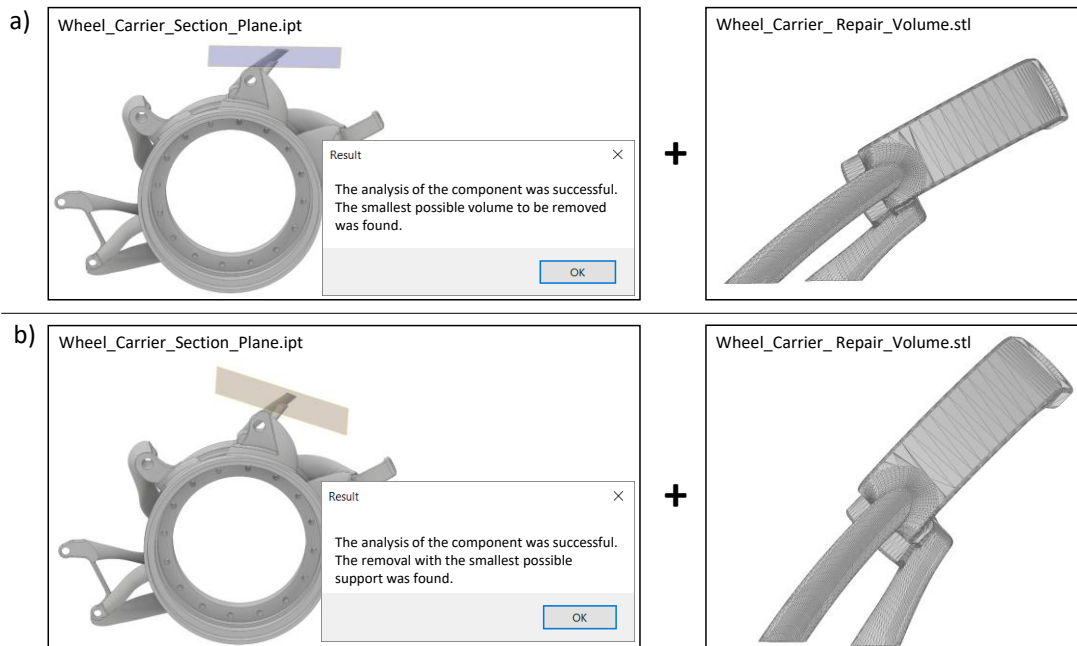 a)
Wheel_Carrier_Section_Plane.ipt
Result
The analysis of the component was successful.
The smallest possible volume to be removed
was found.
OK
+
Wheel_Carrier_ Repair_Volume.stl
b)
Wheel_Carrier_Section_Plane.ipt
Result
The analysis of the component was successful.
The removal with the smallest possible
support was found.
OK
+
Wheel_Carrier_ Repair_Volume.stl